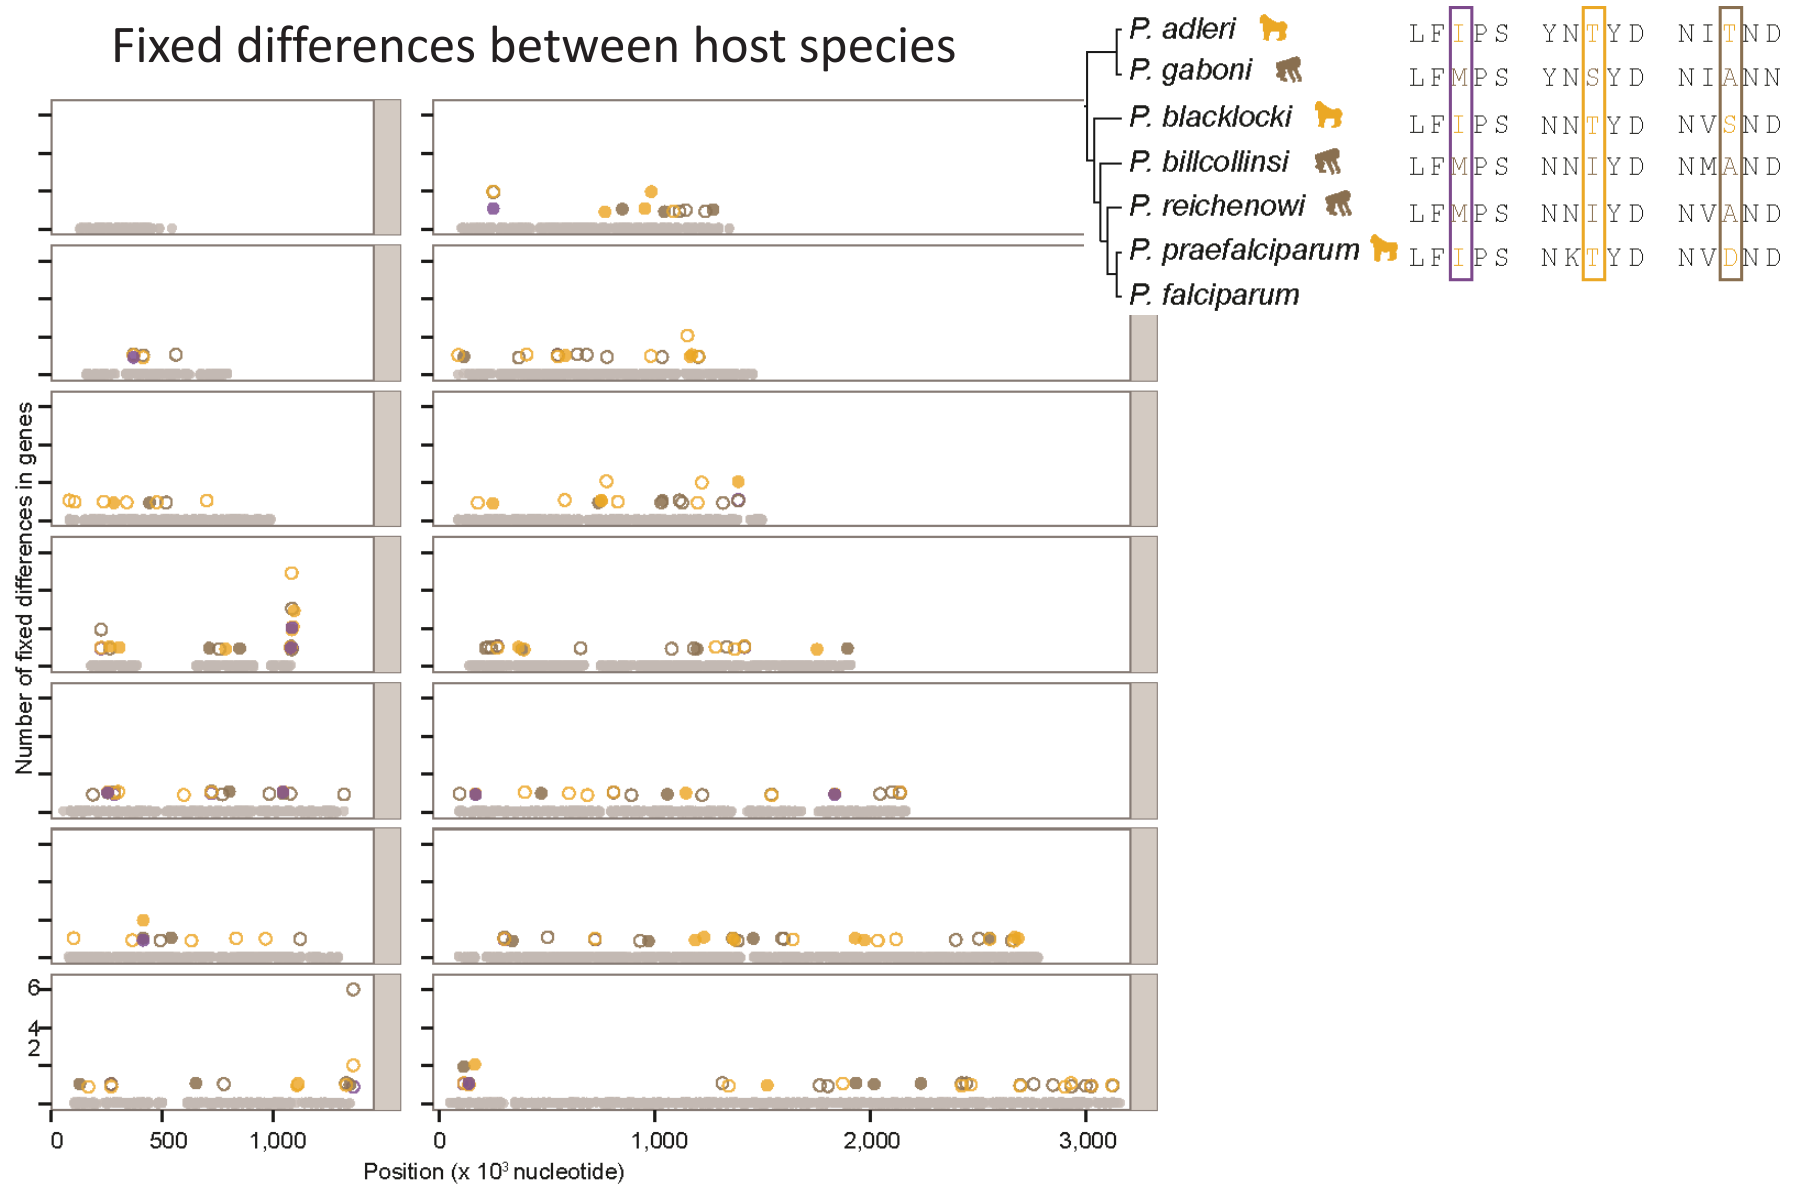 Fixed differences between host species
P. adleri
LFIPS YNTYD NITND
P. gaboni
LFMPS YNSYD NIANN
P. blacklocki
LFIPS NNTYD NVSND
P. billcollinsi
LFMPS NNIYD NMAND
P. reichenowi
LFMPS NNIYD NVAND
P. praefalciparum
LFIPS NKTYD NVDND
P. falciparum
Number of fixed differences in genes
6
4
2
0 500 1,000
0 1,000 2,000 3,000
Position (x 10³ nucleotide)